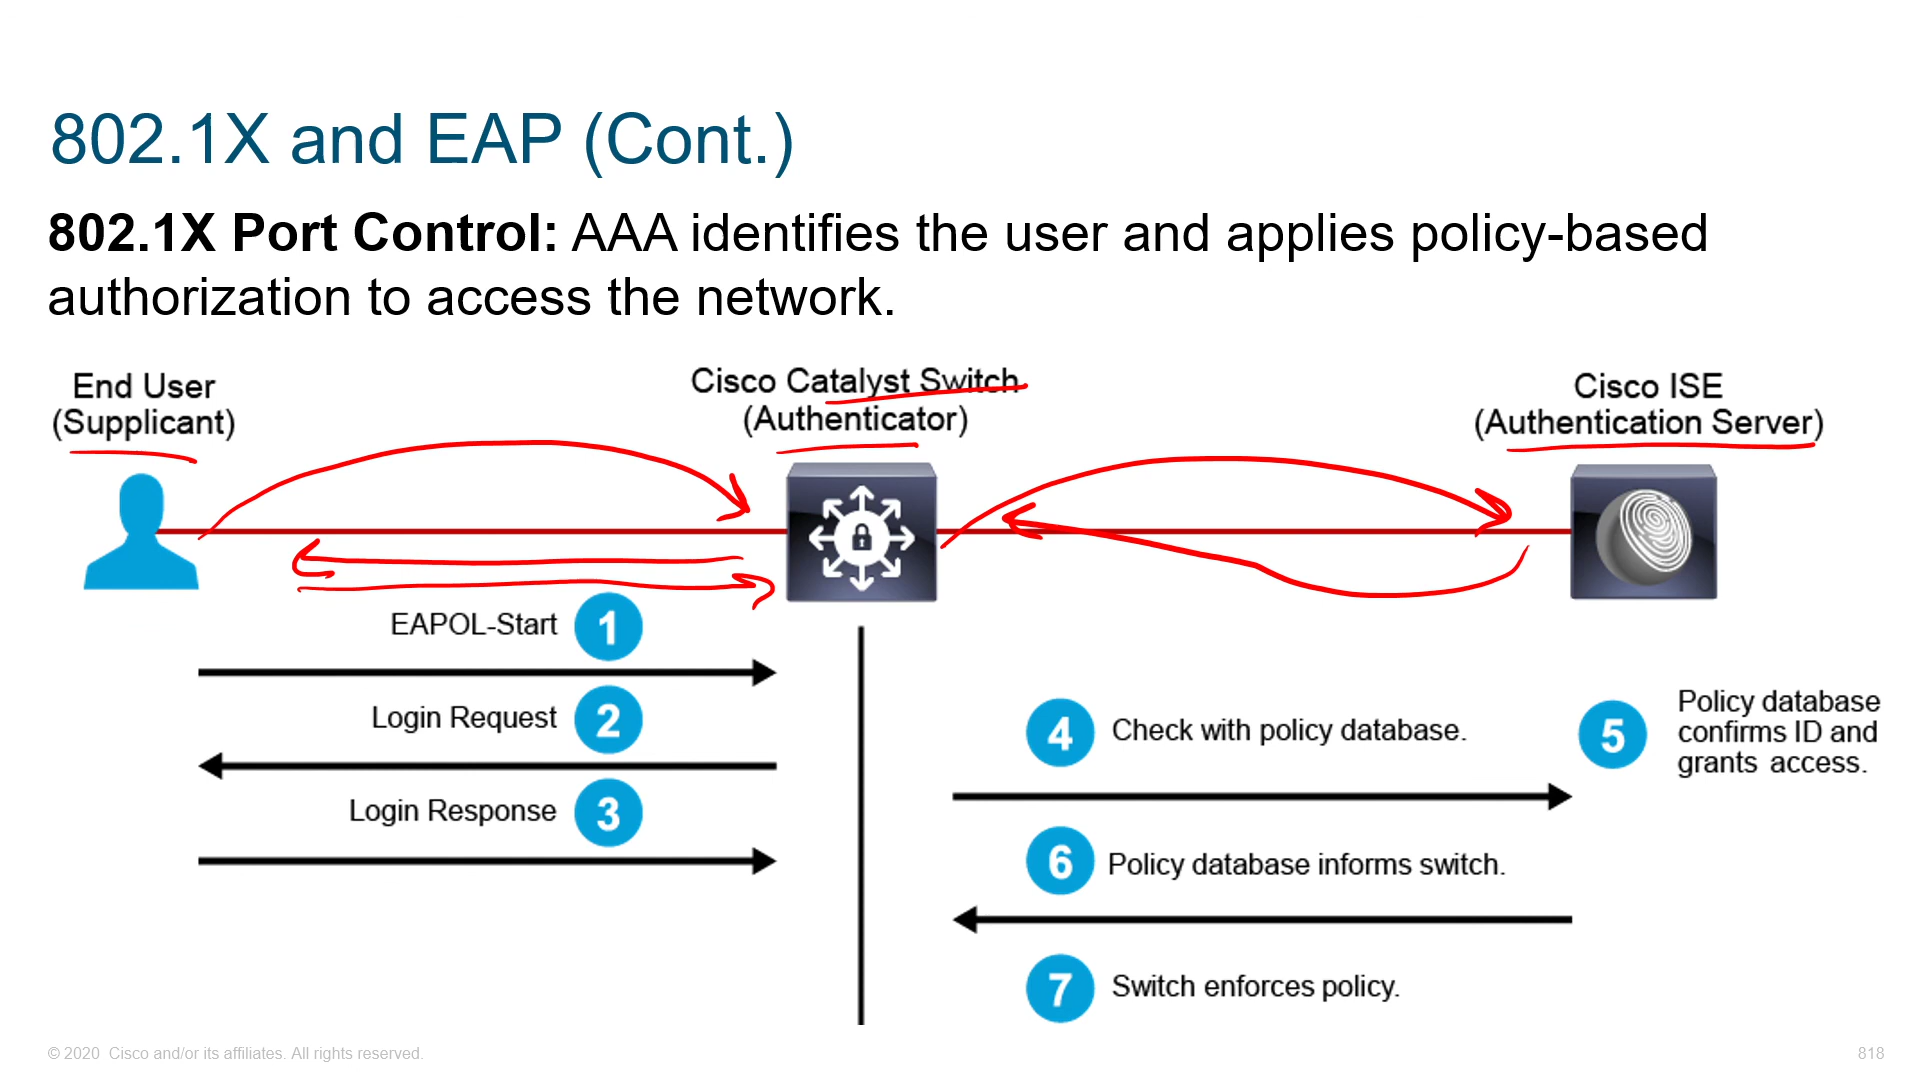 802.1X and EAP (Cont.)
802.1X Port Control: AAA identifies the user and applies policy-based
authorization to access the network.
End User
(Supplicant)
Cisco Catalyst Switch
(Authenticator)
Cisco ISE
(Authentication Server)
EAPOL-Start 1
Login Request 2
Login Response 3
4 Check with policy database.
5 Policy database
confirms ID and
grants access.
6 Policy database informs switch.
7 Switch enforces policy.
© 2020 Cisco and/or its affiliates. All rights reserved.
818